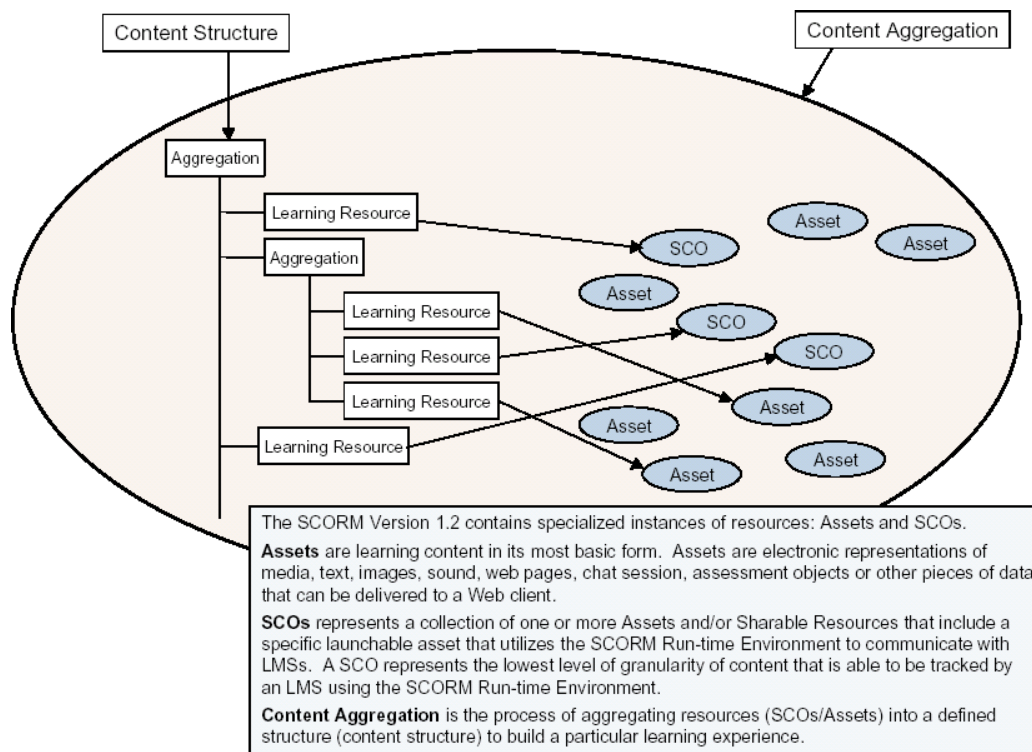 Content Structure
Content Aggregation
Aggregation
Learning Resource
Aggregation
Learning Resource
Learning Resource
Learning Resource
Learning Resource
Asset
Asset
SCO
Asset
SCO
SCO
Asset
Asset
Asset
Asset
The SCORM Version 1.2 contains specialized instances of resources: Assets and SCOs.
Assets are learning content in its most basic form. Assets are electronic representations of
media, text, images, sound, web pages, chat session, assessment objects or other pieces of data
that can be delivered to a Web client.
SCOs represents a collection of one or more Assets and/or Sharable Resources that include a
specific launchable asset that utilizes the SCORM Run-time Environment to communicate with
LMSs. A SCO represents the lowest level of granularity of content that is able to be tracked by
an LMS using the SCORM Run-time Environment.
Content Aggregation is the process of aggregating resources (SCOs/Assets) into a defined
structure (content structure) to build a particular learning experience.